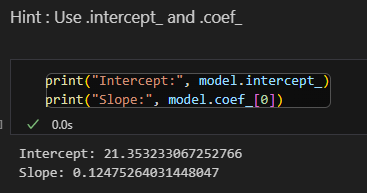 Hint : Use .intercept_ and .coef_
print("Intercept:", model.intercept_)
print("Slope:", model.coef_[0])
0.0s
Intercept: 21.353233067252766
Slope: 0.12475264031448047